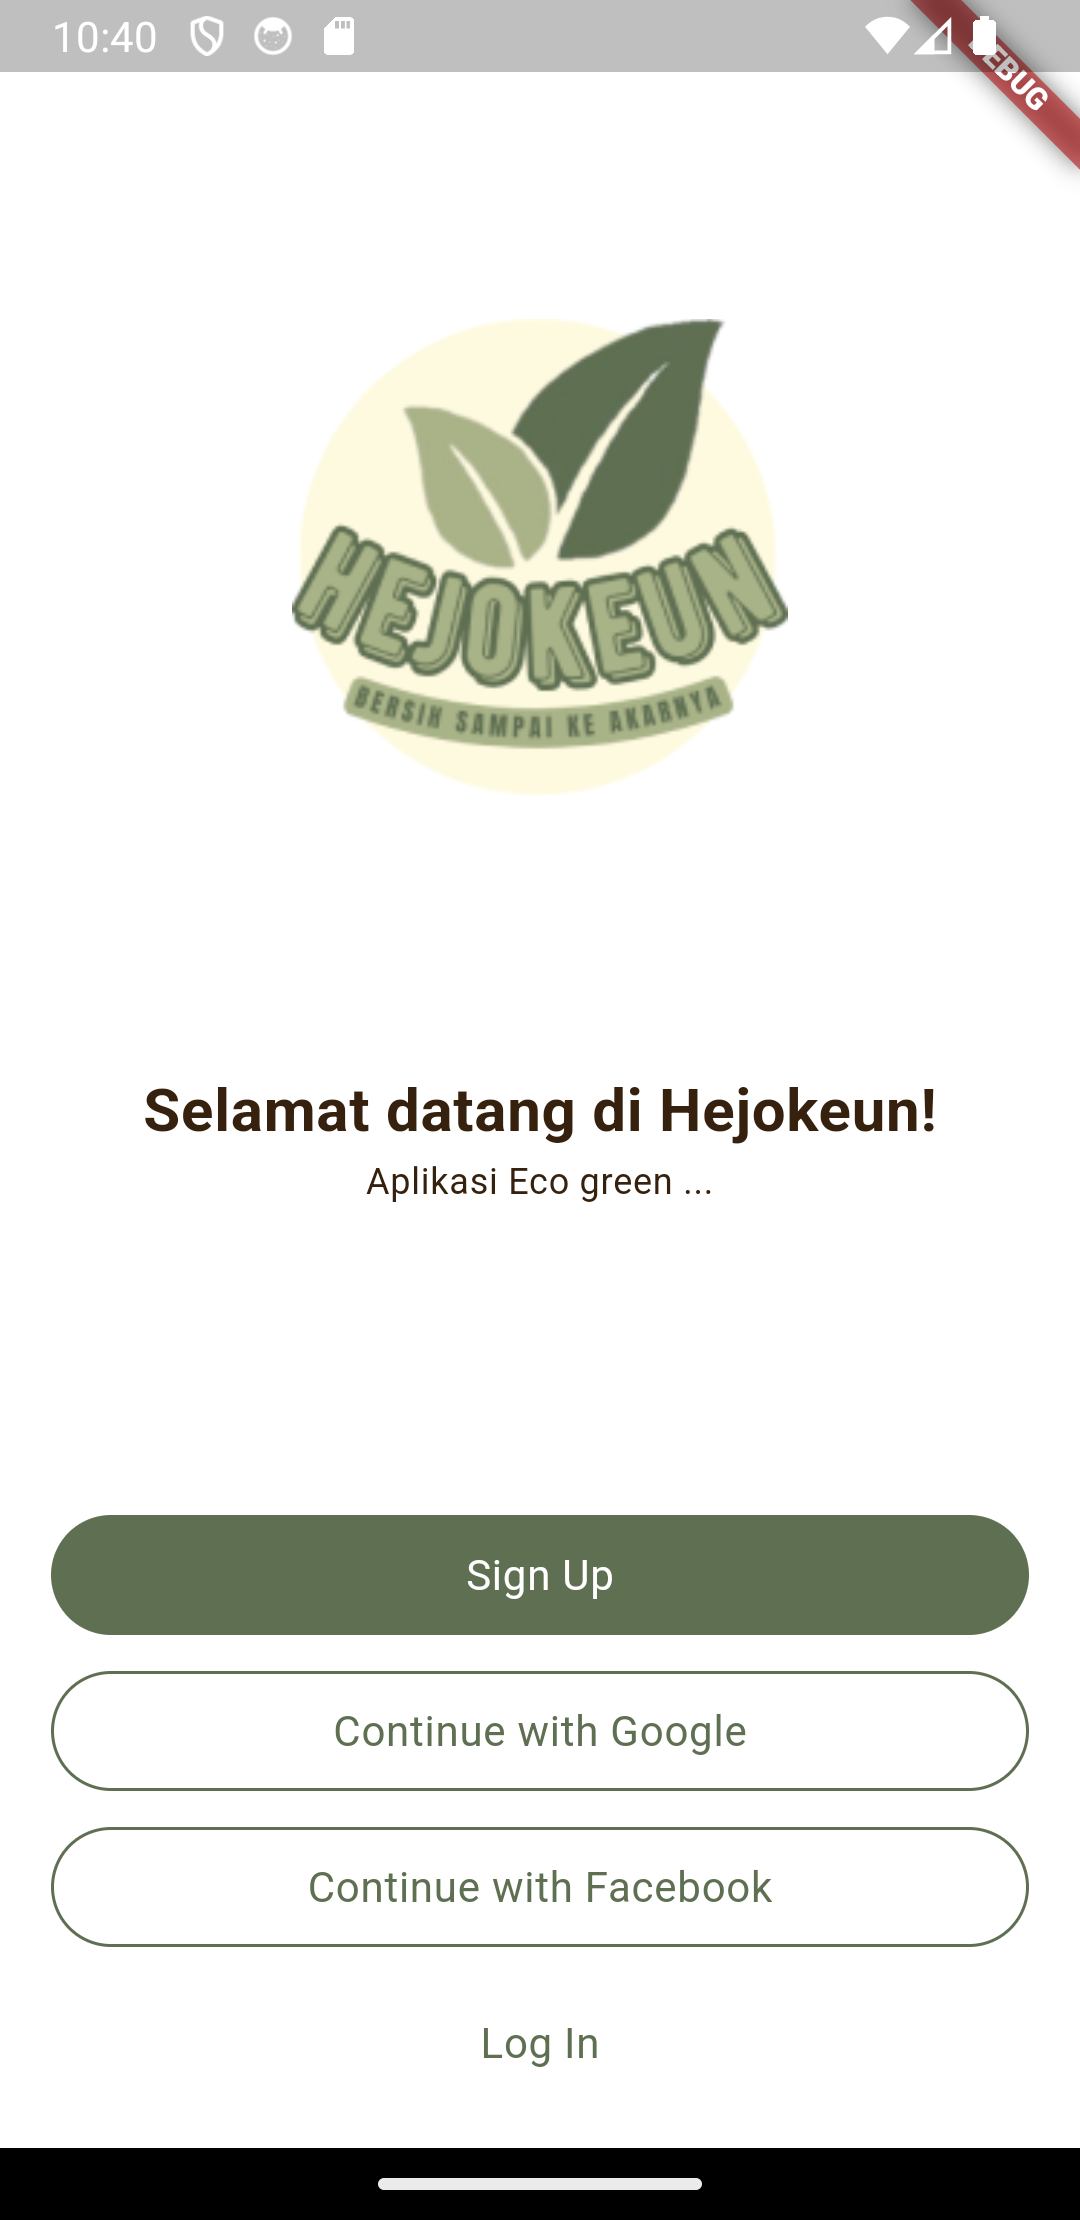 10:40
DEBUG
HEJOKEUN
BERSIH SAMPAI KE AKARNYA
Selamat datang di Hejokeun!
Aplikasi Eco green ...
Sign Up
Continue with Google
Continue with Facebook
Log In